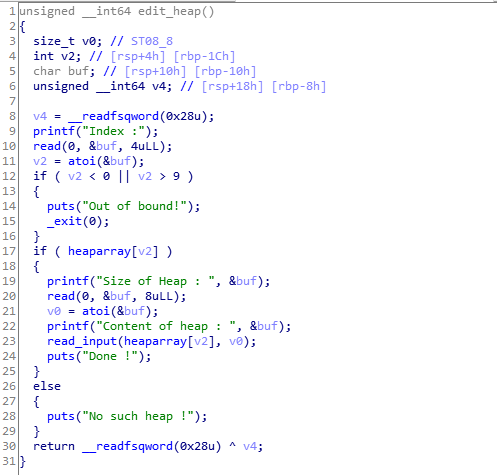 1 unsigned __int64 edit_heap()
2 {
3 size_t v0; // ST08_8
4 int v2; // [rsp+4h] [rbp-1Ch]
5 char buf; // [rsp+10h] [rbp-10h]
6 unsigned __int64 v4; // [rsp+18h] [rbp-8h]
7
8 v4 = __readfsqword(0x28u);
9 printf("Index :");
10 read(0, &buf, 4uLL);
11 v2 = atoi(&buf);
12 if ( v2 < 0 || v2 > 9 )
13 {
14 puts("Out of bound!");
15 _exit(0);
16 }
17 if ( heaparray[v2] )
18 {
19 printf("Size of Heap : ", &buf);
20 read(0, &buf, 8uLL);
21 v0 = atoi(&buf);
22 printf("Content of heap : ", &buf);
23 read_input(heaparray[v2], v0);
24 puts("Done !");
25 }
26 else
27 {
28 puts("No such heap !");
29 }
30 return __readfsqword(0x28u) ^ v4;
31 }